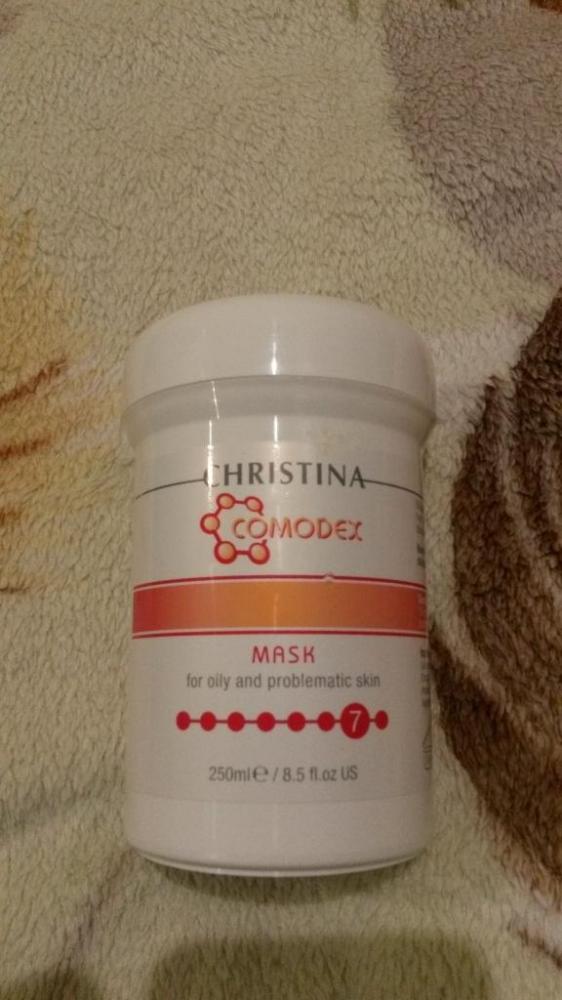 CHRISTINA
COMODEX
MASK
for oily and problematic skin
7
250ml℮ / 8.5 fl.oz US